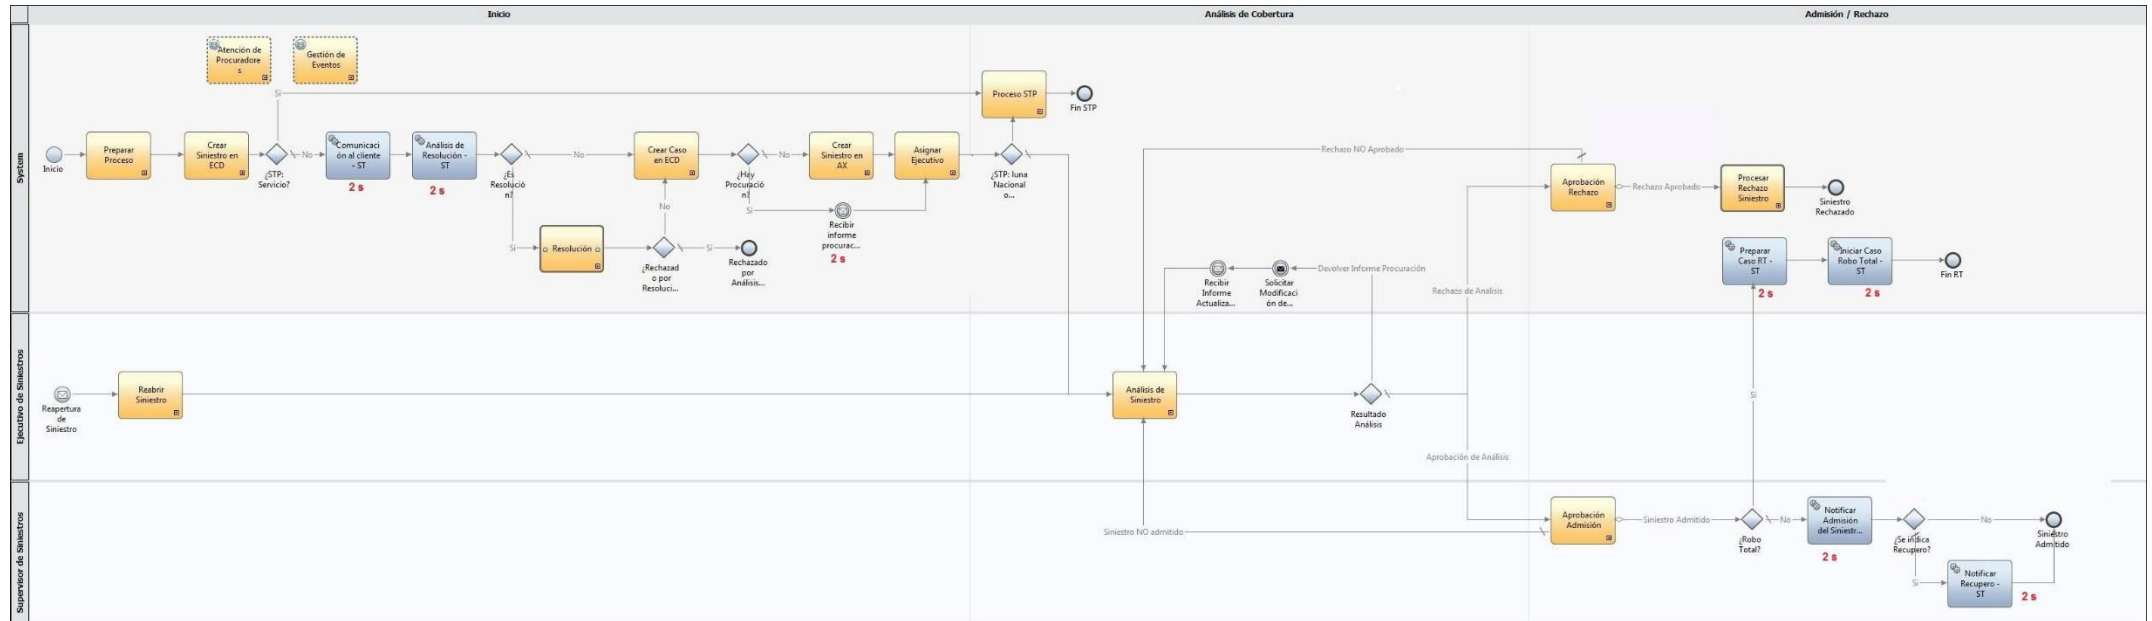 Inicio
Análisis de Cobertura
Admisión / Rechazo
System
Atención de
Procuradore
s
Gestión de
Eventos
Si
Proceso STP
Fin STP
Inicio
Preparar
Proceso
Crear
Siniestro en
ECD
¿STP:
Servicio?
No
Comunicaci
ón al cliente
- ST
2 s
Análisis de
Resolución -
ST
2 s
¿Es
Resolució
n?
No
Crear Caso
en ECD
¿Hay
Procuració
n?
No
Crear
Siniestro en
AX
Asignar
Ejecutivo
¿STP: luna
Nacional
o...
Si
Recibir
informe
procurac...
2 s
No
Si
Resolución
¿Rechazad
o por
Resoluci...
Si
Rechazado
por
Análisis...
Rechazo NO Aprobado
Aprobación
Rechazo
Rechazo Aprobado
Procesar
Rechazo
Siniestro
Siniestro
Rechazado
Recibir
Informe
Actualiza...
Solicitar
Modificaci
ón de...
Devolver Informe Procuración
Rechazo de Análisis
Preparar
Caso RT -
ST
2 s
Iniciar Caso
Robo Total -
ST
2 s
Fin RT
Ejecutivo de Siniestros
Reapertura
de
Siniestro
Reabrir
Siniestro
Análisis de
Siniestro
Resultado
Análisis
Si
Aprobación de Análisis
Supervisor de Siniestros
Siniestro NO admitido
Aprobación
Admisión
Siniestro Admitido
¿Robo
Total?
No
Notificar
Admisión
del Siniestr...
2 s
¿Se indica
Recupero?
No
Siniestro
Admitido
Si
Notificar
Recupero -
ST
2 s